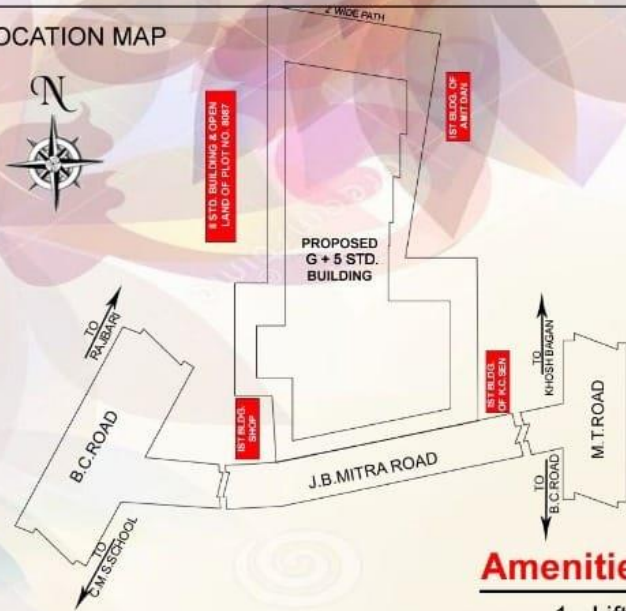 2' WIDE PATH
OCATION MAP
N
8 STD. BUILDING & OPEN
LAND OF PLOT NO. 8087
IST BLDG. OF
AMIT DAN
PROPOSED
G + 5 STD.
BUILDING
TO
RAJBARI
TO
KHOSH BAGAN
IST BLDG.
OF K.C.SEN
IST BLDG.
SHOP
B.C.ROAD
M.T.ROAD
J.B.MITRA ROAD
TO
B.C.ROAD
TO
C.M.S.SCHOOL
Amenitie
1. Lift